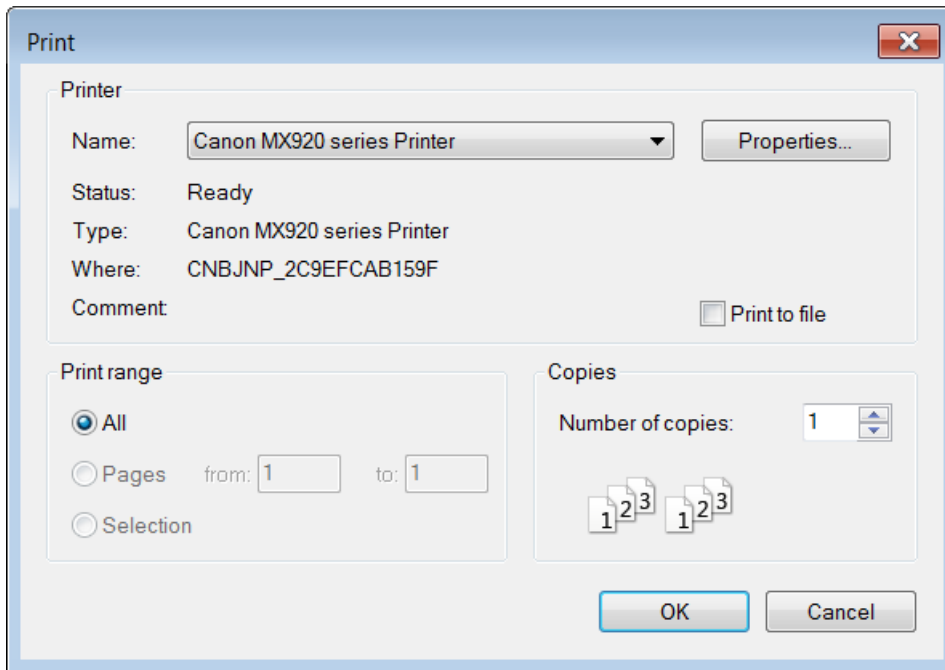 Print
Printer
Name: Canon MX920 series Printer Properties...
Status: Ready
Type: Canon MX920 series Printer
Where: CNBJNP_2C9EFCAB159F
Comment:
Print to file
Print range
All
Pages from: 1 to: 1
Selection
Copies
Number of copies: 1
1 2 3 1 2 3
OK Cancel